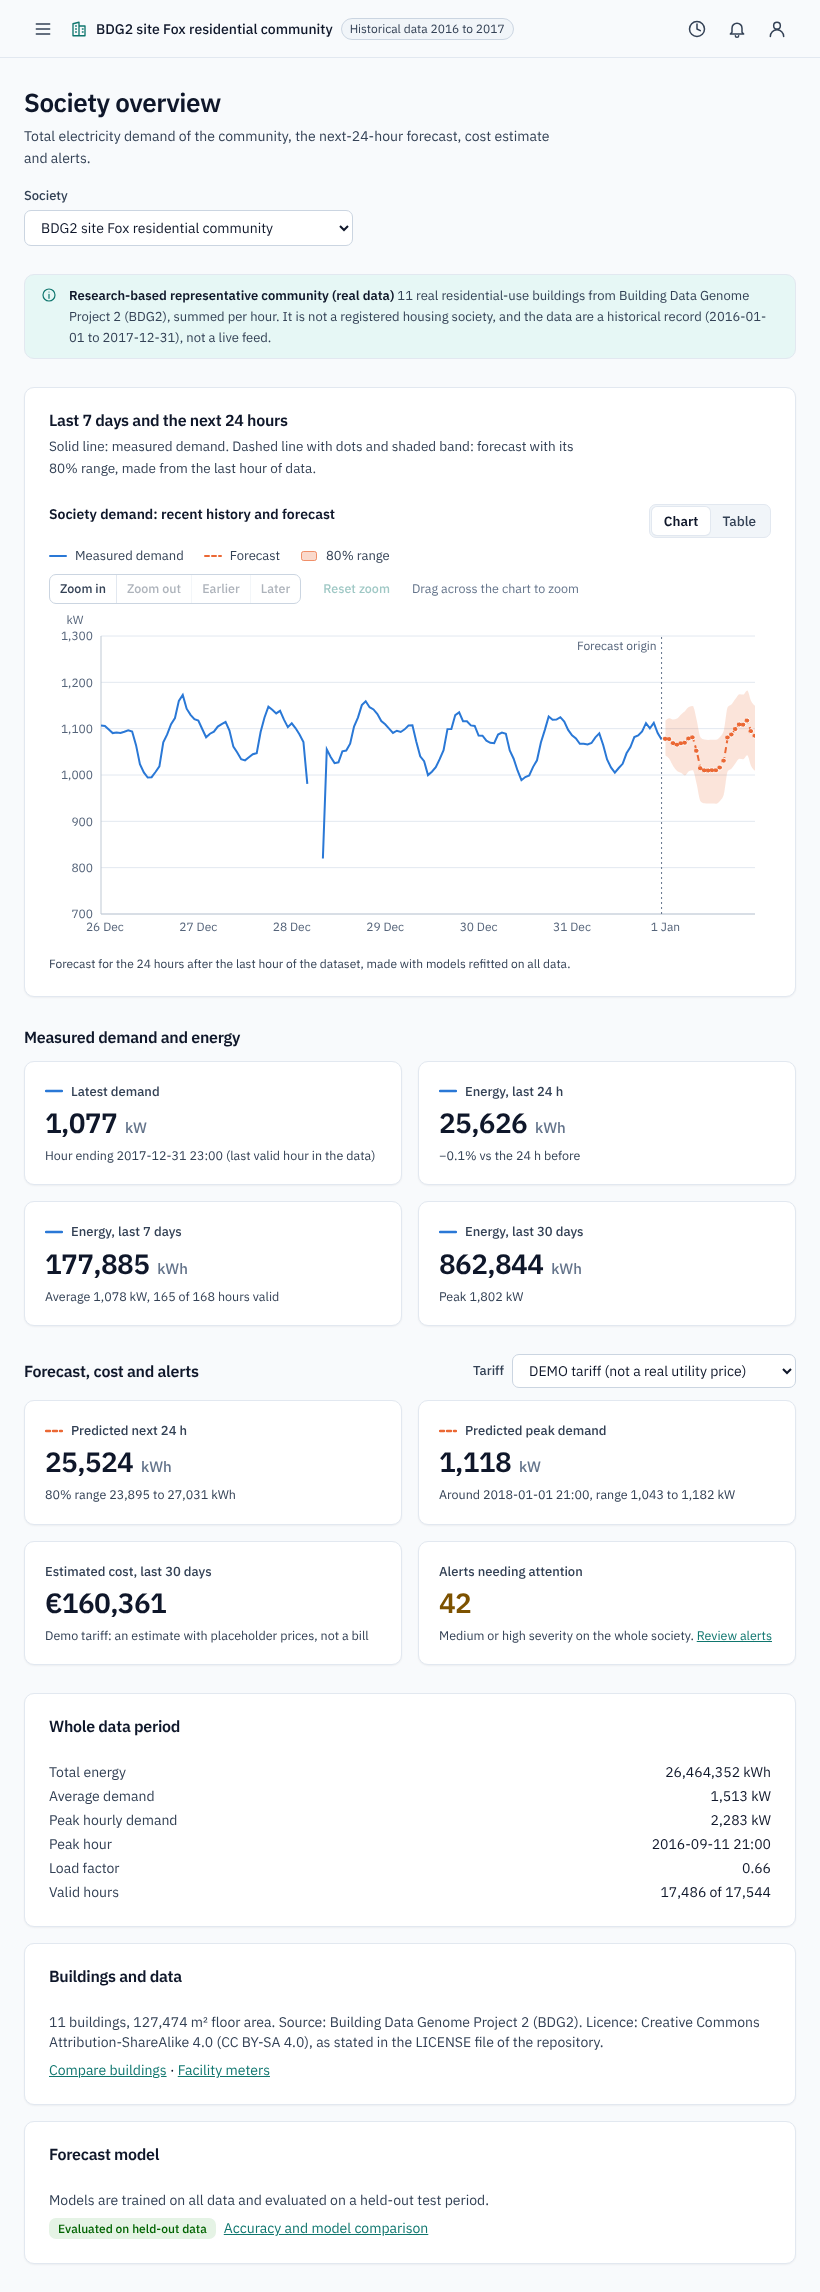 BDG2 site Fox residential community
Historical data 2016 to 2017
Society overview
Total electricity demand of the community, the next-24-hour forecast, cost estimate
and alerts.
Society
BDG2 site Fox residential community
Research-based representative community (real data) 11 real residential-use buildings from Building Data Genome
Project 2 (BDG2), summed per hour. It is not a registered housing society, and the data are a historical record (2016-01-
01 to 2017-12-31), not a live feed.
Last 7 days and the next 24 hours
Solid line: measured demand. Dashed line with dots and shaded band: forecast with its
80% range, made from the last hour of data.
Society demand: recent history and forecast
Chart
Table
Measured demand
Forecast
80% range
Zoom in
Zoom out
Earlier
Later
Reset zoom
Drag across the chart to zoom
kW
1,300
Forecast origin
1,200
1,100
1,000
900
800
700
26 Dec
27 Dec
28 Dec
29 Dec
30 Dec
31 Dec
1 Jan
Forecast for the 24 hours after the last hour of the dataset, made with models refitted on all data.
Measured demand and energy
Latest demand
1,077 kW
Hour ending 2017-12-31 23:00 (last valid hour in the data)
Energy, last 24 h
25,626 kWh
−0.1% vs the 24 h before
Energy, last 7 days
177,885 kWh
Average 1,078 kW, 165 of 168 hours valid
Energy, last 30 days
862,844 kWh
Peak 1,802 kW
Forecast, cost and alerts
Tariff
DEMO tariff (not a real utility price)
Predicted next 24 h
25,524 kWh
80% range 23,895 to 27,031 kWh
Predicted peak demand
1,118 kW
Around 2018-01-01 21:00, range 1,043 to 1,182 kW
Estimated cost, last 30 days
€160,361
Demo tariff: an estimate with placeholder prices, not a bill
Alerts needing attention
42
Medium or high severity on the whole society. Review alerts
Whole data period
Total energy 26,464,352 kWh
Average demand 1,513 kW
Peak hourly demand 2,283 kW
Peak hour 2016-09-11 21:00
Load factor 0.66
Valid hours 17,486 of 17,544
Buildings and data
11 buildings, 127,474 m² floor area. Source: Building Data Genome Project 2 (BDG2). Licence: Creative Commons
Attribution-ShareAlike 4.0 (CC BY-SA 4.0), as stated in the LICENSE file of the repository.
Compare buildings · Facility meters
Forecast model
Models are trained on all data and evaluated on a held-out test period.
Evaluated on held-out data
Accuracy and model comparison